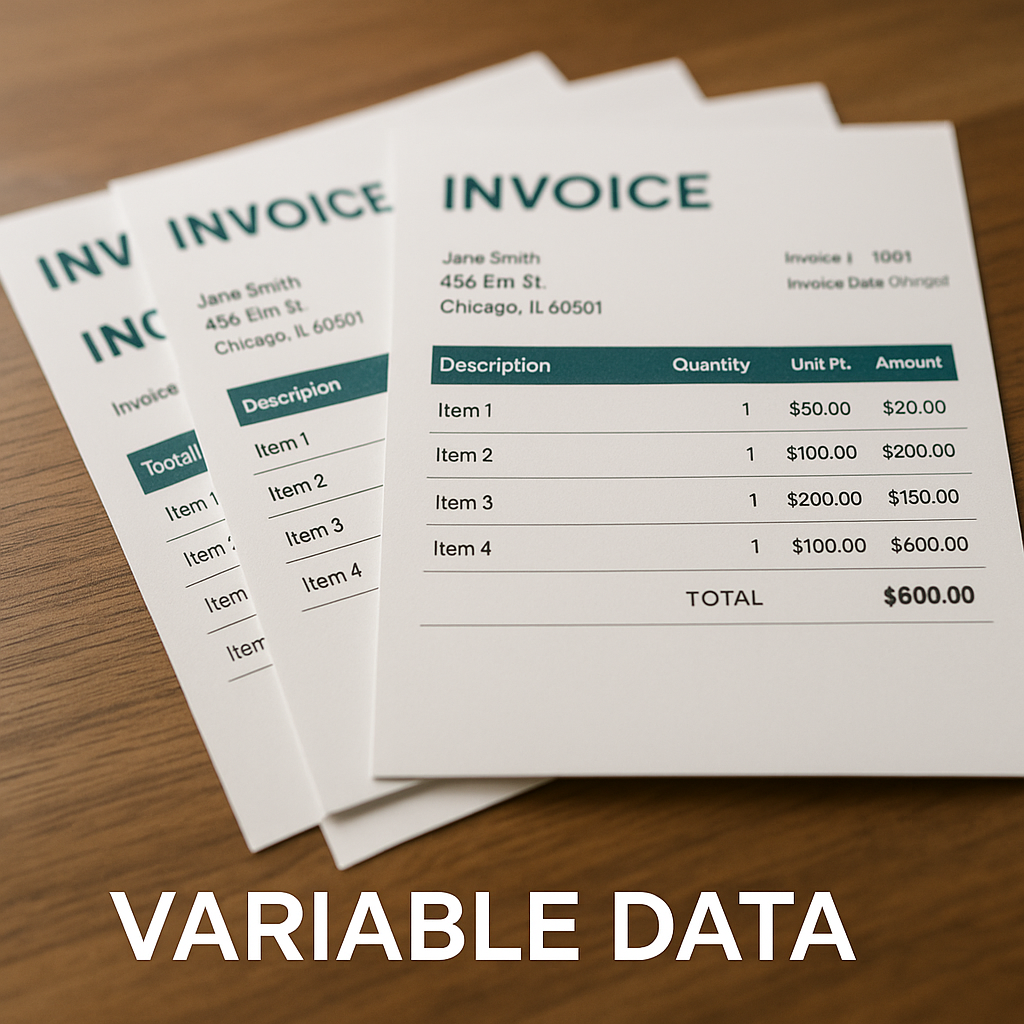 INVOICE
Jane Smith
456 Em St.
Chicago, IL 60501
Invoice 1001
Invoice Date
Description Quantity Unit Pt. Amount
Item 1 1 $50.00 $20.00
Item 2 1 $100.00 $200.00
Item 3 1 $200.00 $150.00
Item 4 1 $100.00 $600.00
TOTAL $600.00
INVOICE
Jane Smith
456 Elm St.
Chicago, IL 60501
Descripion
Item 1
Item 2
Item 3
Item 4
INV
INC
Invoice
Tootall
Item 1
Item 2
Item
Item
VARIABLE DATA